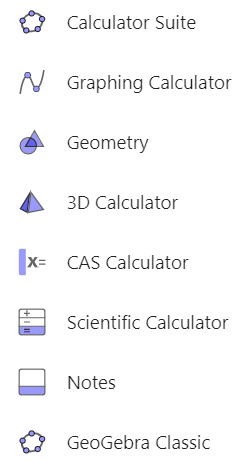 Calculator Suite
Graphing Calculator
Geometry
3D Calculator
x= CAS Calculator
Scientific Calculator
Notes
GeoGebra Classic